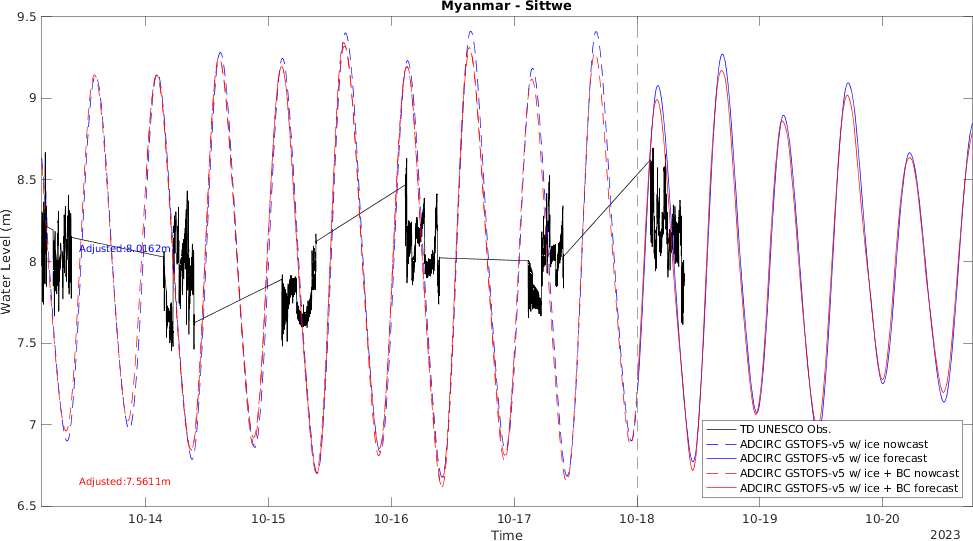 Myanmar - Sittwe
9.5
9
8.5
8
7.5
7
6.5
Water Level (m)
Adjusted:8.0162m
Adjusted:7.5611m
TD UNESCO Obs.
ADCIRC GSTOFS-v5 w/ ice nowcast
ADCIRC GSTOFS-v5 w/ ice forecast
ADCIRC GSTOFS-v5 w/ ice + BC nowcast
ADCIRC GSTOFS-v5 w/ ice + BC forecast
10-14 10-15 10-16 10-17 10-18 10-19 10-20
Time
2023